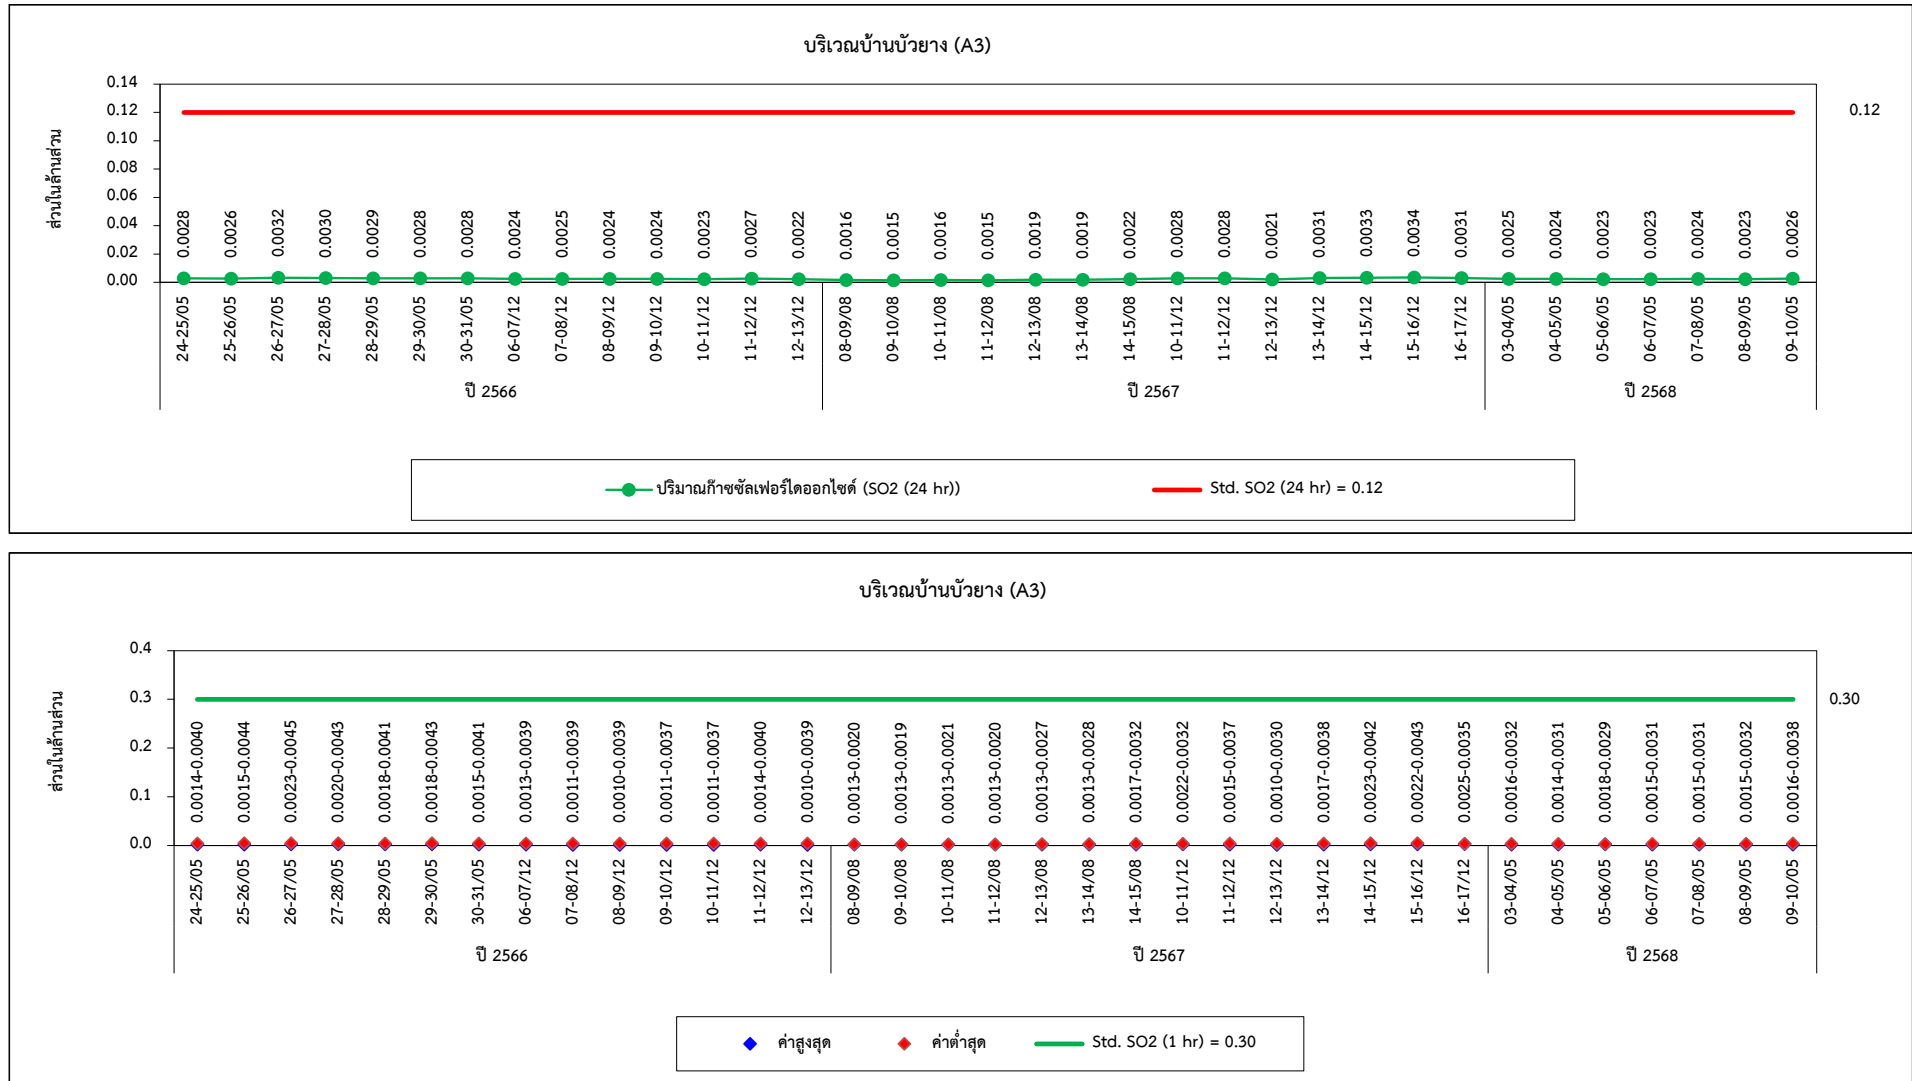 บริเวณบ้านบัวยาง (A3)
0.14
0.12
0.10
0.08
0.06
0.04
0.02
0.00
ส่วนในล้านส่วน
0.12
0.0028 0.0026 0.0032 0.0030 0.0029 0.0028 0.0028 0.0024 0.0025 0.0024 0.0024 0.0023 0.0027 0.0022 0.0016 0.0015 0.0016 0.0015 0.0019 0.0019 0.0022 0.0028 0.0028 0.0021 0.0031 0.0033 0.0034 0.0031 0.0025 0.0024 0.0023 0.0023 0.0024 0.0023 0.0026
24-25/05 25-26/05 26-27/05 27-28/05 28-29/05 29-30/05 30-31/05 06-07/12 07-08/12 08-09/12 09-10/12 10-11/12 11-12/12 12-13/12 08-09/08 09-10/08 10-11/08 11-12/08 12-13/08 13-14/08 14-15/08 10-11/12 11-12/12 12-13/12 13-14/12 14-15/12 15-16/12 16-17/12 03-04/05 04-05/05 05-06/05 06-07/05 07-08/05 08-09/05 09-10/05
ปี 2566 ปี 2567 ปี 2568
ปริมาณก๊าซซัลเฟอร์ไดออกไซด์ (SO2 (24 hr)) Std. SO2 (24 hr) = 0.12
บริเวณบ้านบัวยาง (A3)
0.4
0.3
0.2
0.1
0.0
ส่วนในล้านส่วน
0.30
0.0014-0.0040 0.0015-0.0044 0.0023-0.0045 0.0020-0.0043 0.0018-0.0041 0.0018-0.0043 0.0015-0.0041 0.0013-0.0039 0.0011-0.0039 0.0010-0.0039 0.0011-0.0037 0.0011-0.0037 0.0014-0.0040 0.0010-0.0039 0.0013-0.0020 0.0013-0.0019 0.0013-0.0021 0.0013-0.0020 0.0013-0.0027 0.0013-0.0028 0.0017-0.0032 0.0022-0.0032 0.0015-0.0037 0.0010-0.0030 0.0017-0.0038 0.0023-0.0042 0.0022-0.0043 0.0025-0.0035 0.0016-0.0032 0.0014-0.0031 0.0018-0.0029 0.0015-0.0031 0.0015-0.0031 0.0015-0.0032 0.0016-0.0038
24-25/05 25-26/05 26-27/05 27-28/05 28-29/05 29-30/05 30-31/05 06-07/12 07-08/12 08-09/12 09-10/12 10-11/12 11-12/12 12-13/12 08-09/08 09-10/08 10-11/08 11-12/08 12-13/08 13-14/08 14-15/08 10-11/12 11-12/12 12-13/12 13-14/12 14-15/12 15-16/12 16-17/12 03-04/05 04-05/05 05-06/05 06-07/05 07-08/05 08-09/05 09-10/05
ปี 2566 ปี 2567 ปี 2568
ค่าสูงสุด ค่าต่ำสุด Std. SO2 (1 hr) = 0.30